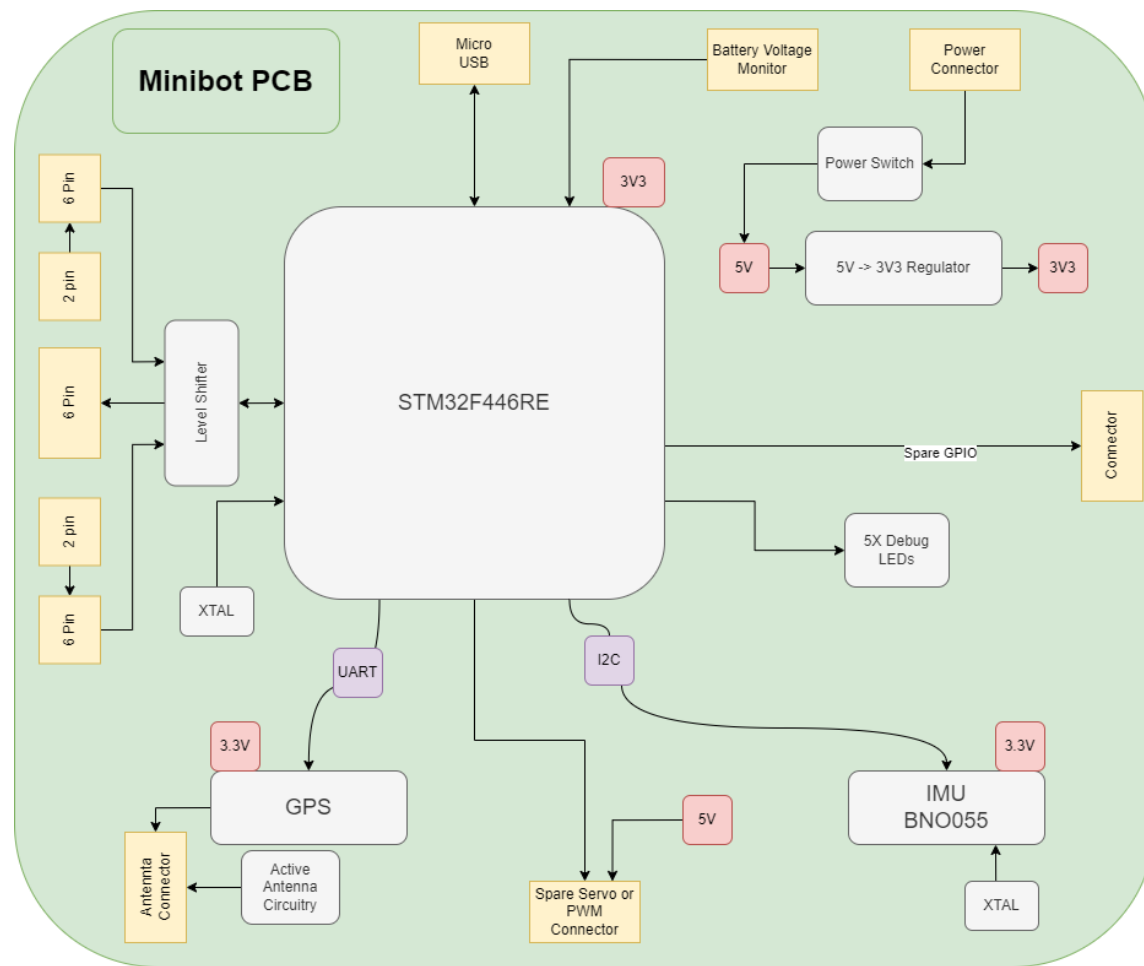 Minibot PCB
Micro
USB
Battery Voltage
Monitor
Power
Connector
Power Switch
3V3
6 Pin
2 pin
5V
5V -> 3V3 Regulator
3V3
Level Shifter
6 Pin
STM32F446RE
Spare GPIO
Connector
2 pin
5X Debug
LEDs
6 Pin
XTAL
UART
I2C
3.3V
3.3V
GPS
5V
IMU
BNO055
Antennta
Connector
Active
Antenna
Circuitry
Spare Servo or
PWM
Connector
XTAL